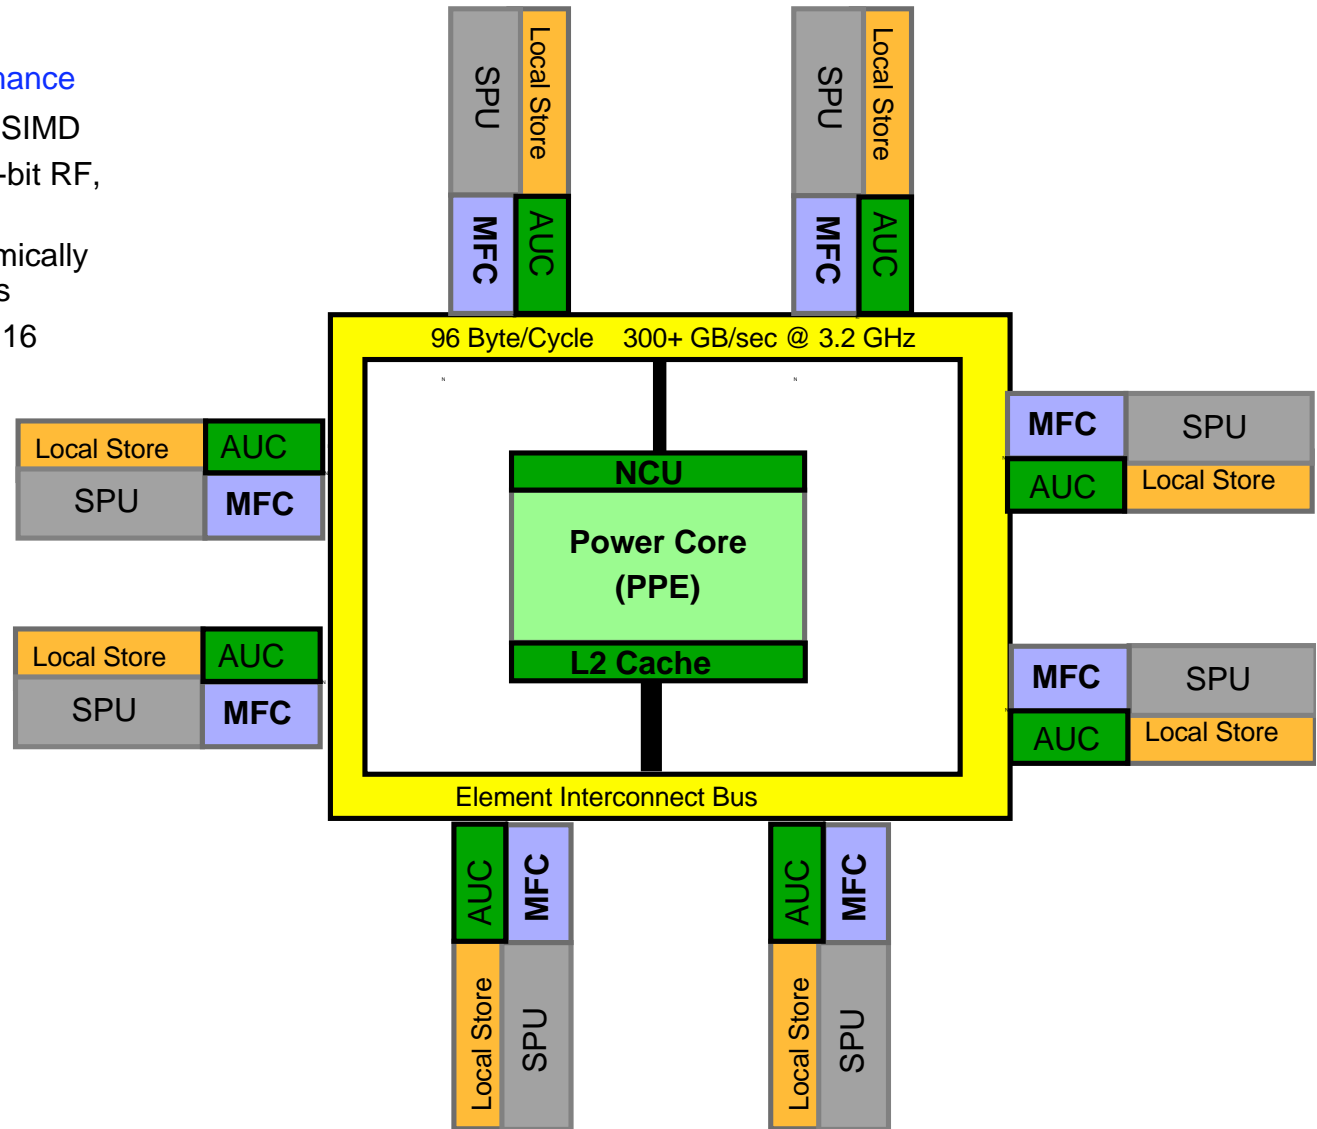 nance
SIMD
-bit RF,
mically
s
16
SPU
Local Store
MFC
AUC
SPU
Local Store
MFC
AUC
96 Byte/Cycle 300+ GB/sec @ 3.2 GHz
N
N
Local Store
AUC
SPU
MFC
NCU
Power Core
(PPE)
L2 Cache
MFC
SPU
AUC
Local Store
Local Store
AUC
SPU
MFC
MFC
SPU
AUC
Local Store
Element Interconnect Bus
AUC
MFC
Local Store
SPU
AUC
MFC
Local Store
SPU